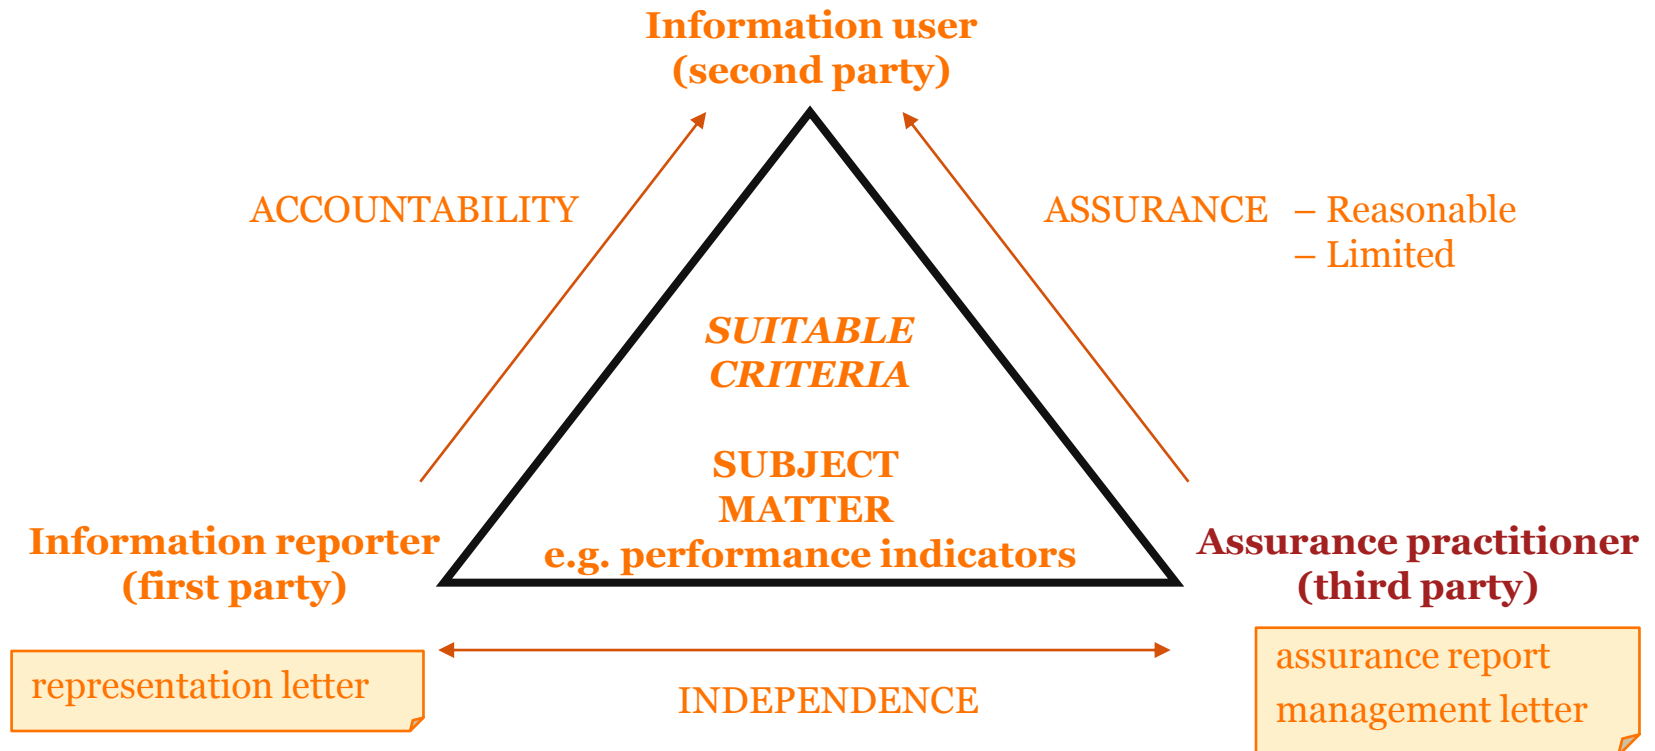 Information user
(second party)
ACCOUNTABILITY
ASSURANCE – Reasonable
– Limited
SUITABLE
CRITERIA
SUBJECT
MATTER
e.g. performance indicators
Information reporter
(first party)
Assurance practitioner
(third party)
representation letter
INDEPENDENCE
assurance report
management letter